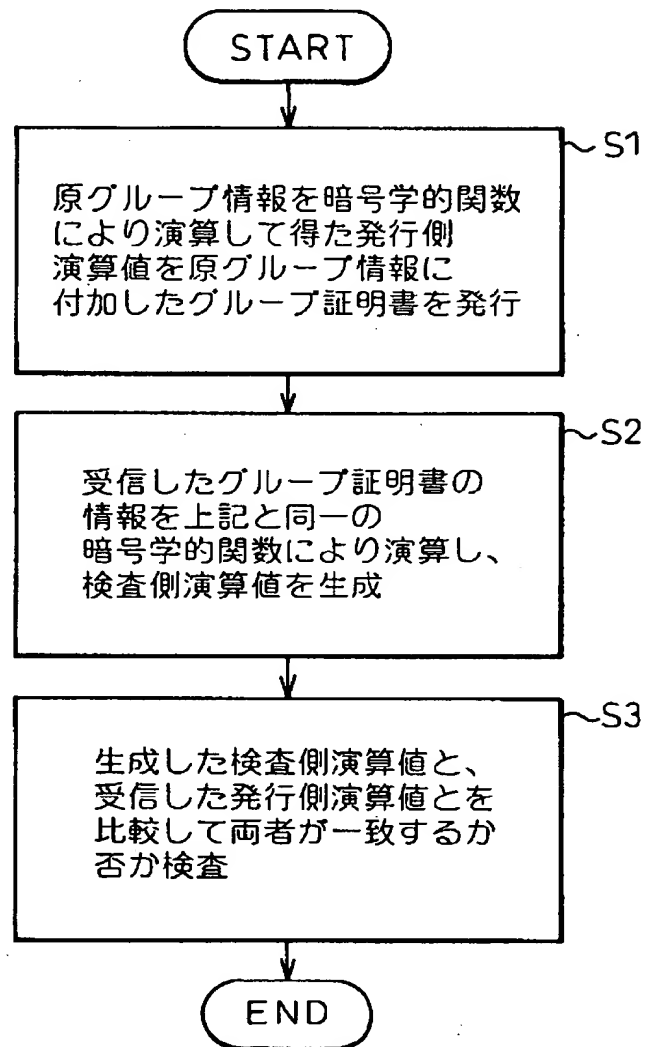 START
S1
原グループ情報を暗号学的関数
により演算して得た発行側
演算値を原グループ情報に
付加したグループ証明書を発行
S2
受信したグループ証明書の
情報を上記と同一の
暗号学的関数により演算し、
検査側演算値を生成
S3
生成した検査側演算値と、
受信した発行側演算値とを
比較して両者が一致するか
否か検査
END